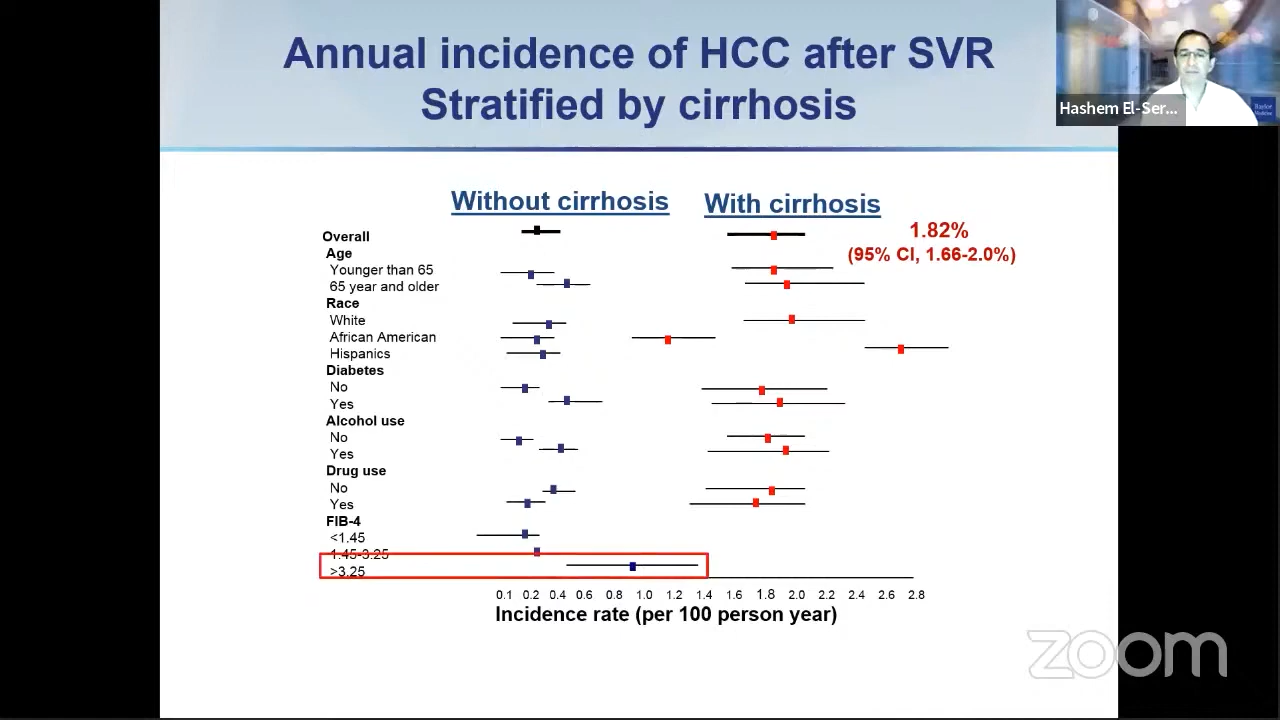 Annual incidence of HCC after SVR
Stratified by cirrhosis
Hashem El-Ser...
Without cirrhosis
With cirrhosis
1.82%
(95% CI, 1.66-2.0%)
Overall
Age
Younger than 65
65 year and older
Race
White
African American
Hispanics
Diabetes
No
Yes
Alcohol use
No
Yes
Drug use
No
Yes
FIB-4
<1.45
1.45-3.25
>3.25
0.1 0.2 0.4 0.6 0.8 1.0 1.2 1.4 1.6 1.8 2.0 2.2 2.4 2.6 2.8
Incidence rate (per 100 person year)
zoom